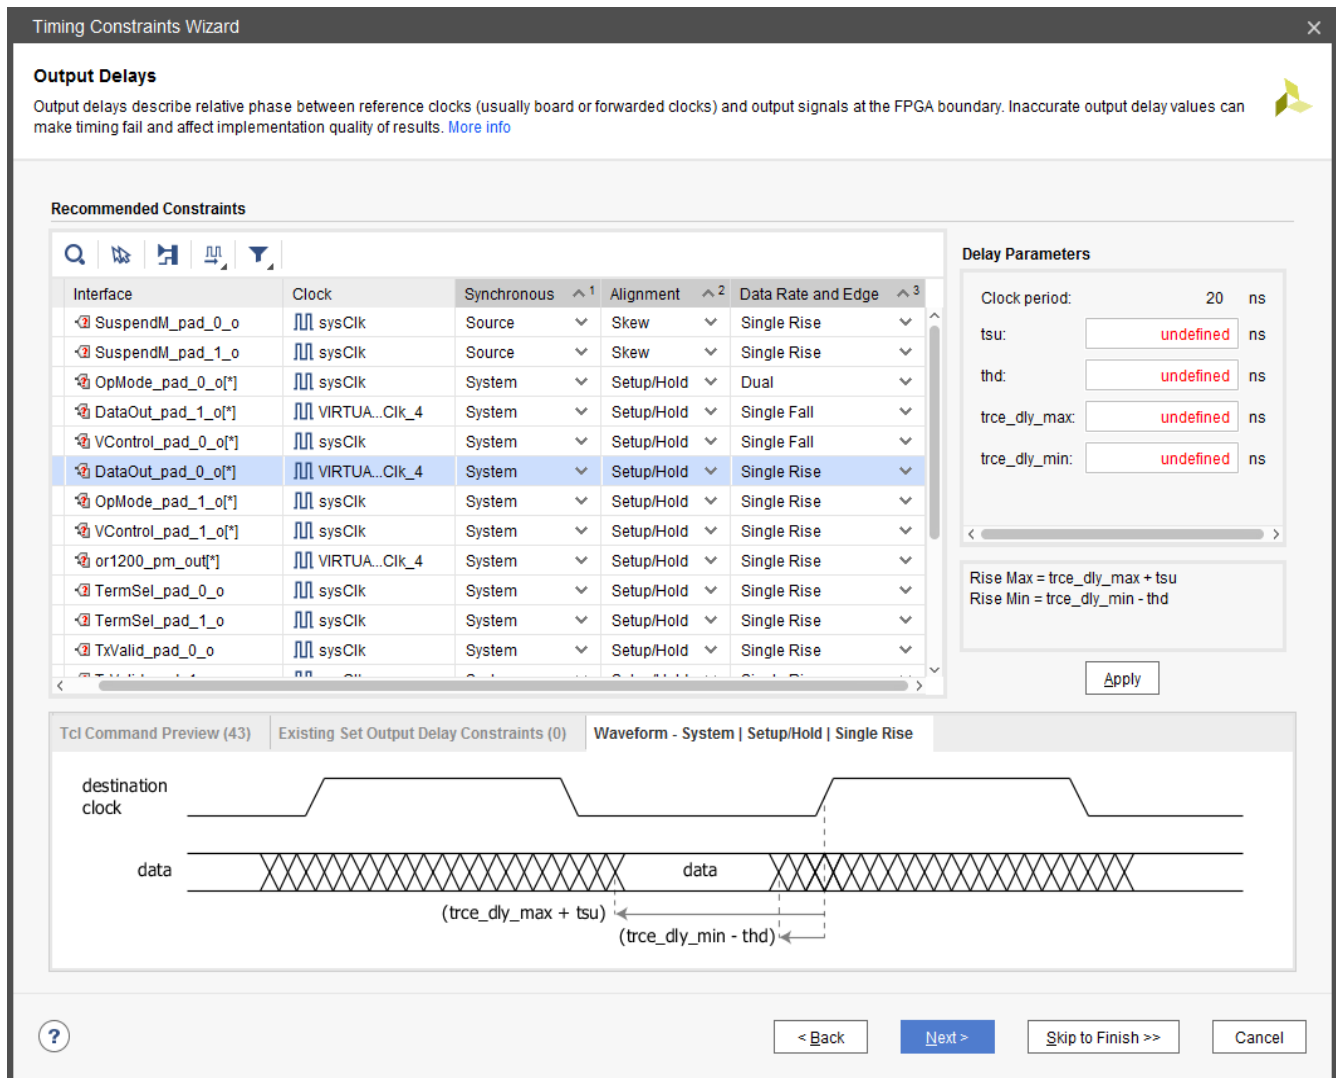 Timing Constraints Wizard
Output Delays
Output delays describe relative phase between reference clocks (usually board or forwarded clocks) and output signals at the FPGA boundary. Inaccurate output delay values can
make timing fail and affect implementation quality of results. More info
Recommended Constraints
Interface Clock Synchronous 1 Alignment 2 Data Rate and Edge 3
SuspendM_pad_0_o sysClk Source Skew Single Rise
SuspendM_pad_1_o sysClk Source Skew Single Rise
OpMode_pad_0_o[*] sysClk System Setup/Hold Dual
DataOut_pad_1_o[*] VIRTUA...Clk_4 System Setup/Hold Single Fall
VControl_pad_0_o[*] sysClk System Setup/Hold Single Fall
DataOut_pad_0_o[*] VIRTUA...Clk_4 System Setup/Hold Single Rise
OpMode_pad_1_o[*] sysClk System Setup/Hold Single Rise
VControl_pad_1_o[*] sysClk System Setup/Hold Single Rise
or1200_pm_out[*] VIRTUA...Clk_4 System Setup/Hold Single Rise
TermSel_pad_0_o sysClk System Setup/Hold Single Rise
TermSel_pad_1_o sysClk System Setup/Hold Single Rise
TxValid_pad_0_o sysClk System Setup/Hold Single Rise
Delay Parameters
Clock period: 20 ns
tsu: undefined ns
thd: undefined ns
trce_dly_max: undefined ns
trce_dly_min: undefined ns
Rise Max = trce_dly_max + tsu
Rise Min = trce_dly_min - thd
Apply
Tcl Command Preview (43) Existing Set Output Delay Constraints (0) Waveform - System | Setup/Hold | Single Rise
destination
clock
data data
(trce_dly_max + tsu)
(trce_dly_min - thd)
? < Back Next > Skip to Finish >> Cancel